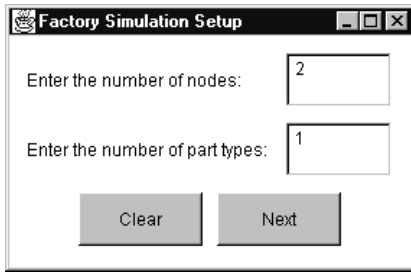 Factory Simulation Setup
Enter the number of nodes: 2
Enter the number of part types: 1
Clear Next